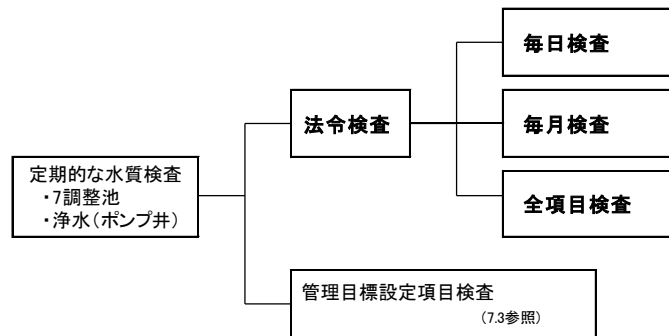 定期的な水質検査
・7調整池
・浄水(ポンプ井)
法令検査
毎日検査
毎月検査
全項目検査
管理目標設定項目検査
(7.3参照)